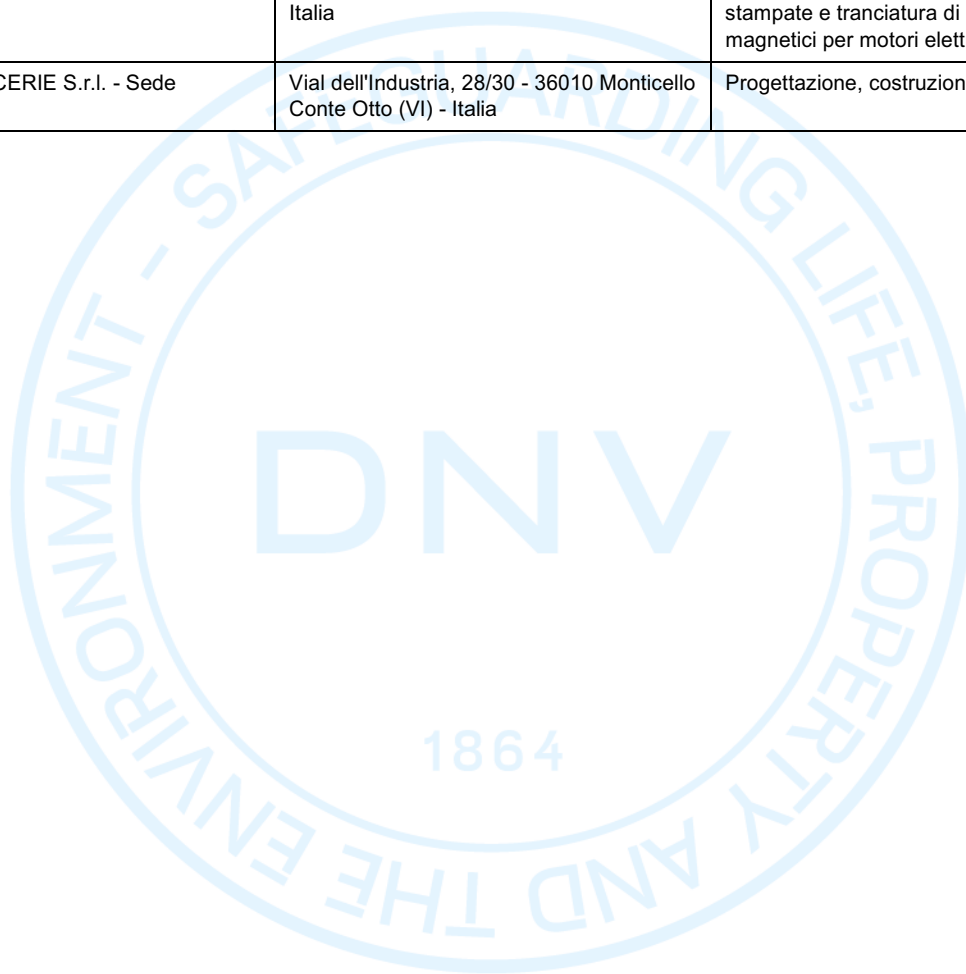 Italia
stampate e tranciatura di
magnetici per motori elett
CERIE S.r.l. - Sede
Vial dell'Industria, 28/30 - 36010 Monticello
Conte Otto (VI) - Italia
Progettazione, costruzion
SAFEGUARDING LIFE, PROPERTY AND THE ENVIRONMENT -
DNV
1864